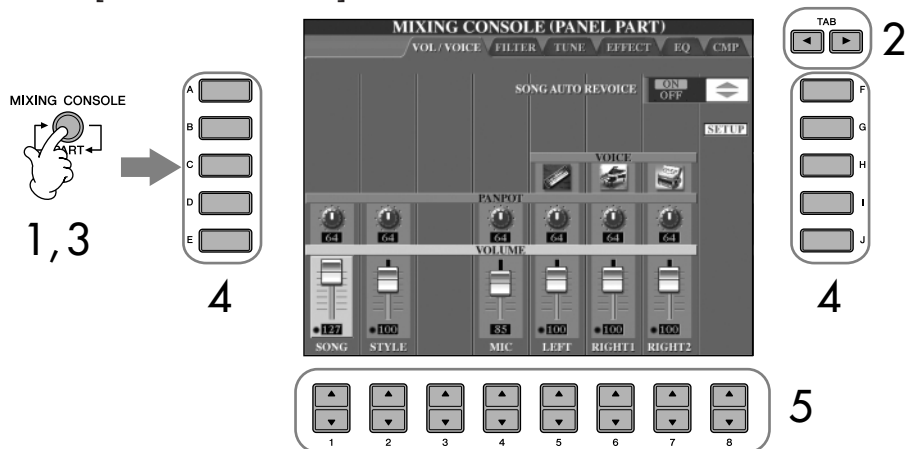 MIXING CONSOLE (PANEL PART)
VOL / VOICE FILTER TUNE EFFECT EQ CMP
TAB
2
SONG AUTO REVOICE ON OFF
SETUP
MIXING CONSOLE
PART
1,3
A
B
C
D
E
4
F
G
H
I
J
4
VOICE
PANPOT
64 64 64 64 64 64
VOLUME
127 100 85 100 100 100
SONG STYLE MIC LEFT RIGHT1 RIGHT2
1 2 3 4 5 6 7 8
5